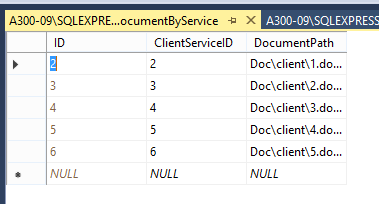 A300-09\SQLEXPRE...ocumentByService A300-09\SQLEXPRESS
ID ClientServiceID DocumentPath
2 2 Doc\client\1.do...
3 3 Doc\client\2.do...
4 4 Doc\client\3.do...
5 5 Doc\client\4.do...
6 6 Doc\client\5.do...
NULL NULL NULL